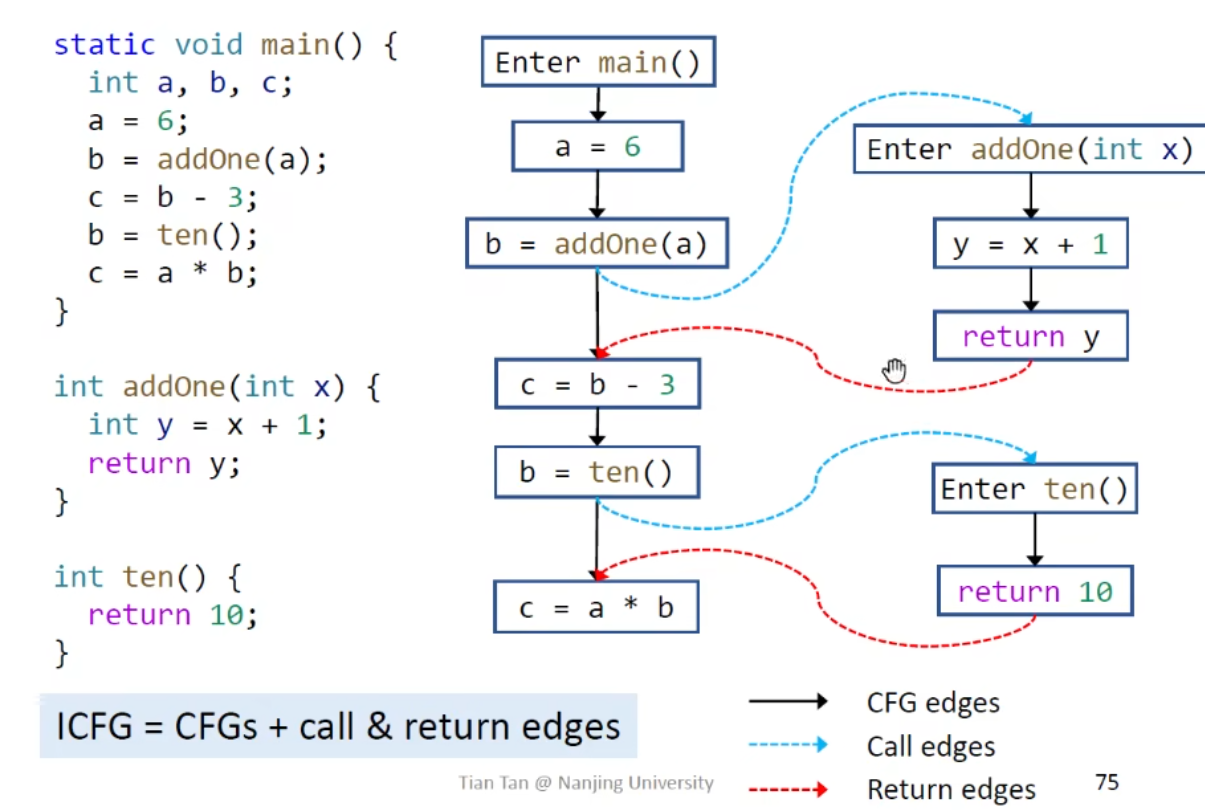 static void main() {
int a, b, c;
a = 6;
b = addOne(a);
c = b - 3;
b = ten();
c = a * b;
}
int addOne(int x) {
int y = x + 1;
return y;
}
int ten() {
return 10;
}
Enter main()
a = 6
b = addOne(a)
c = b - 3
b = ten()
c = a * b
Enter addOne(int x)
y = x + 1
return y
Enter ten()
return 10
ICFG = CFGs + call & return edges
CFG edges
Call edges
Return edges
Tian Tan @ Nanjing University
75